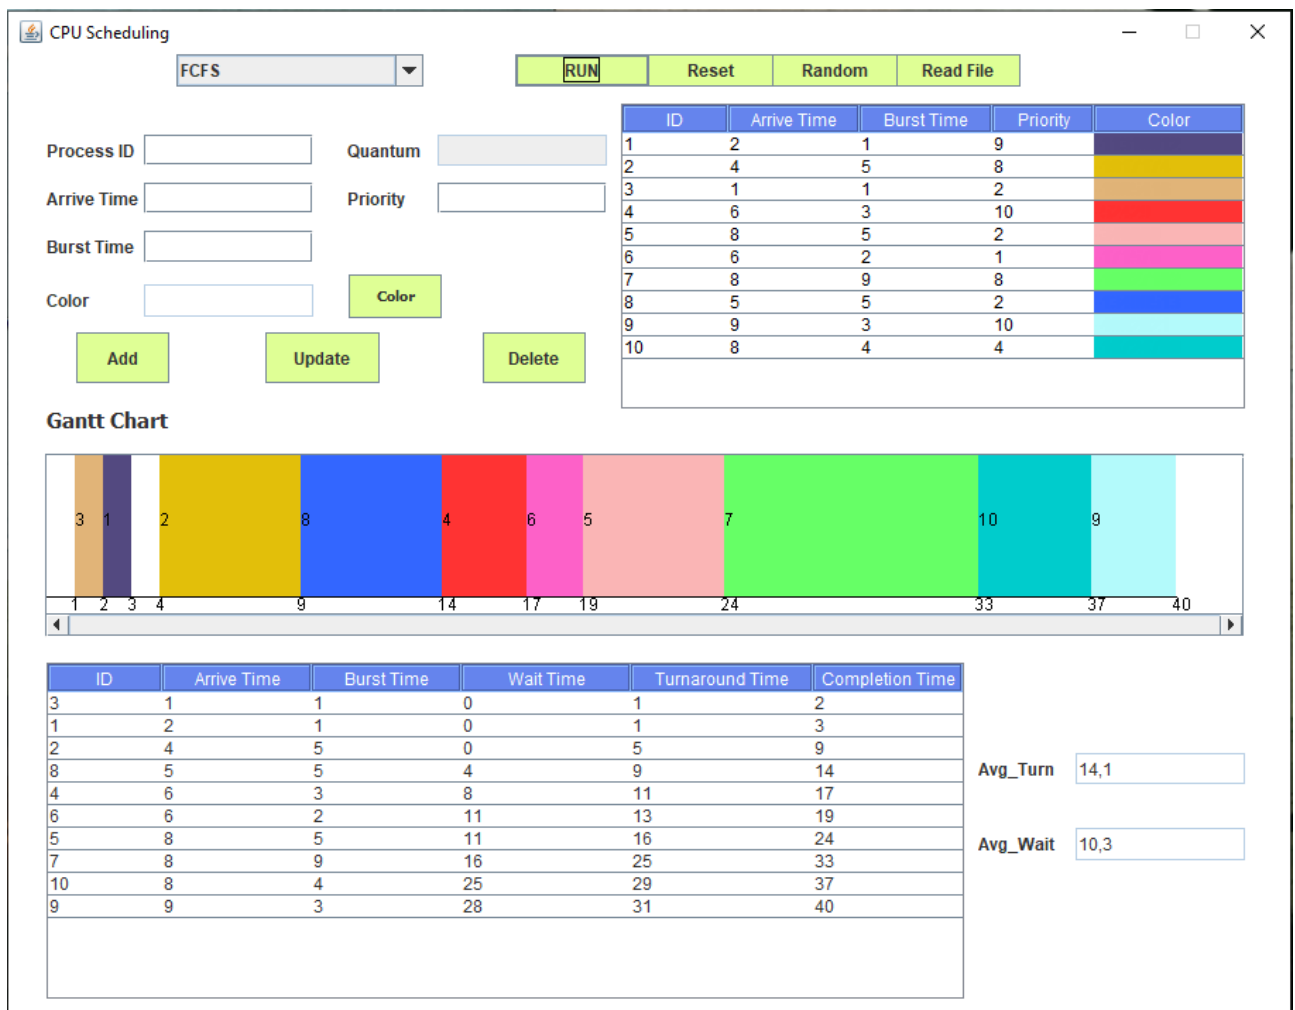 CPU Scheduling
FCFS RUN Reset Random Read File
Process ID Quantum
Arrive Time Priority
Burst Time
Color Color
Add Update Delete
ID Arrive Time Burst Time Priority Color
1 2 1 9
2 4 5 8
3 1 1 2
4 6 3 10
5 8 5 2
6 6 2 1
7 8 9 8
8 5 5 2
9 9 3 10
10 8 4 4
Gantt Chart
3 1 2 8 4 6 5 7 10 9
1 2 3 4 9 14 17 19 24 33 37 40
ID Arrive Time Burst Time Wait Time Turnaround Time Completion Time
3 1 1 0 1 2
1 2 1 0 1 3
2 4 5 0 5 9
8 5 5 4 9 14
4 6 3 8 11 17
6 6 2 11 13 19
5 8 5 11 16 24
7 8 9 16 25 33
10 8 4 25 29 37
9 9 3 28 31 40
Avg_Turn 14,1
Avg_Wait 10,3